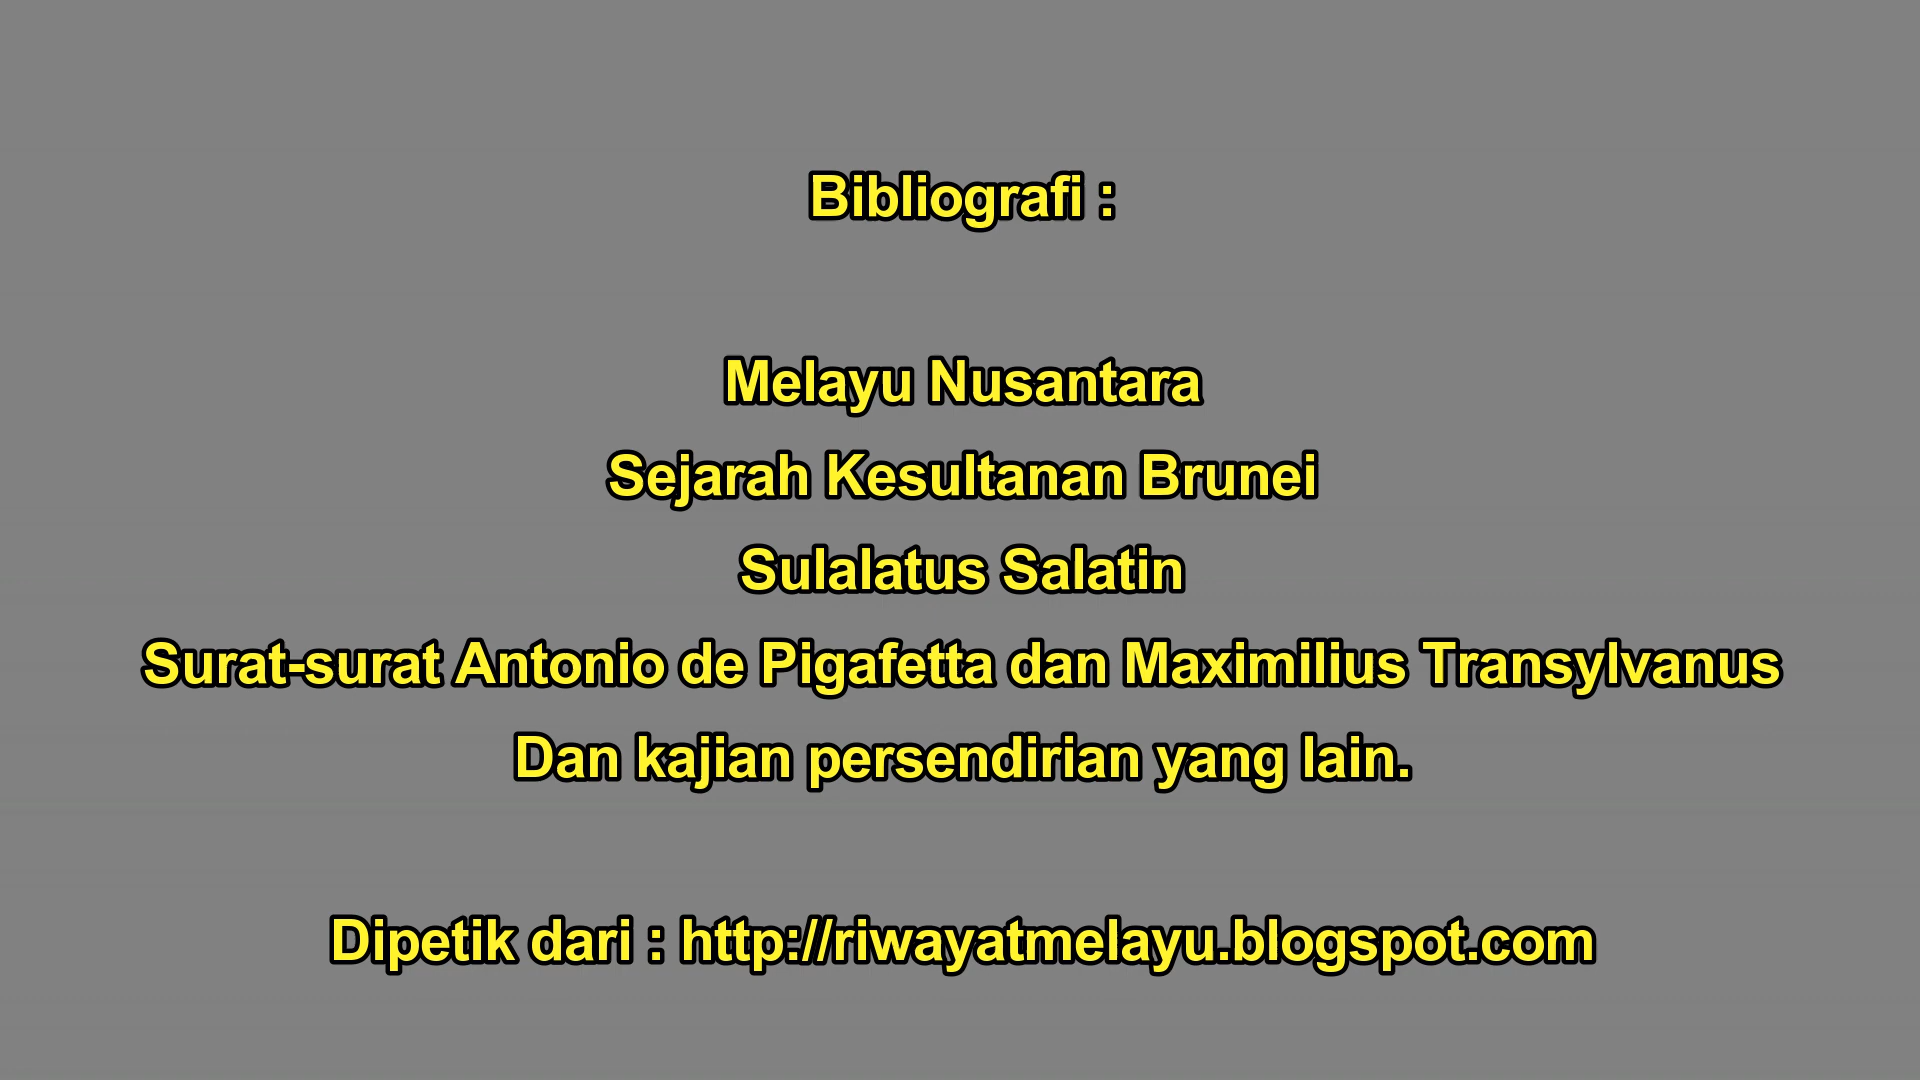 Bibliografi :
Melayu Nusantara
Sejarah Kesultanan Brunei
Sulalatus Salatin
Surat-surat Antonio de Pigafetta dan Maximilius Transylvanus
Dan kajian persendirian yang lain.
Dipetik dari : http://riwayatmelayu.blogspot.com